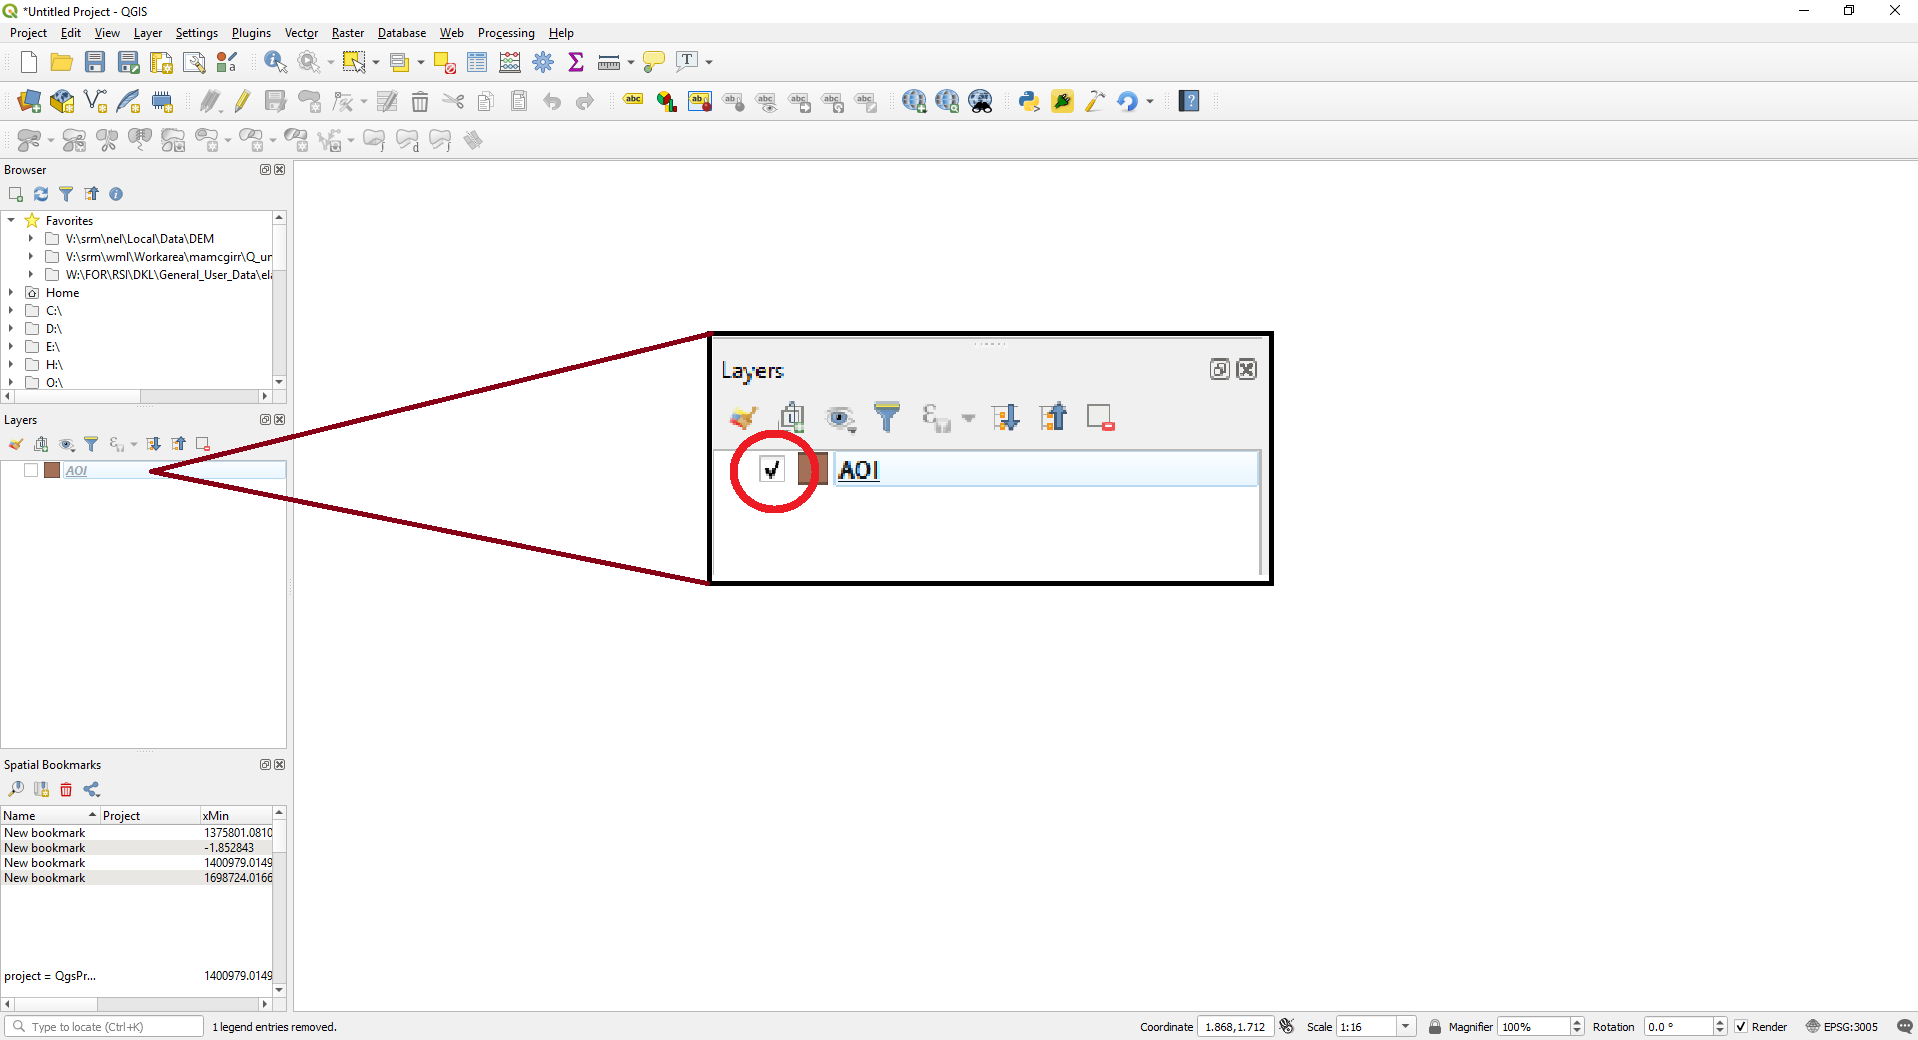 *Untitled Project - QGIS
Project Edit View Layer Settings Plugins Vector Raster Database Web Processing Help
Browser
Favorites
V:\srm\nel\Local\Data\DEM
V:\srm\wml\Workarea\mamcgirr\Q_un
W:\FOR\RSI\DKL\General_User_Data\ela
Home
C:\
D:\
E:\
H:\
O:\
Layers
AOI
Layers
AOI
Spatial Bookmarks
Name Project xMin
New bookmark 1375801.0810
New bookmark -1.852843
New bookmark 1400979.0149
New bookmark 1698724.0166
project = QgsPr... 1400979.0149
Type to locate (Ctrl+K) 1 legend entries removed. Coordinate 1.868,1.712 Scale 1:16 Magnifier 100% Rotation 0.0 ° Render EPSG:3005